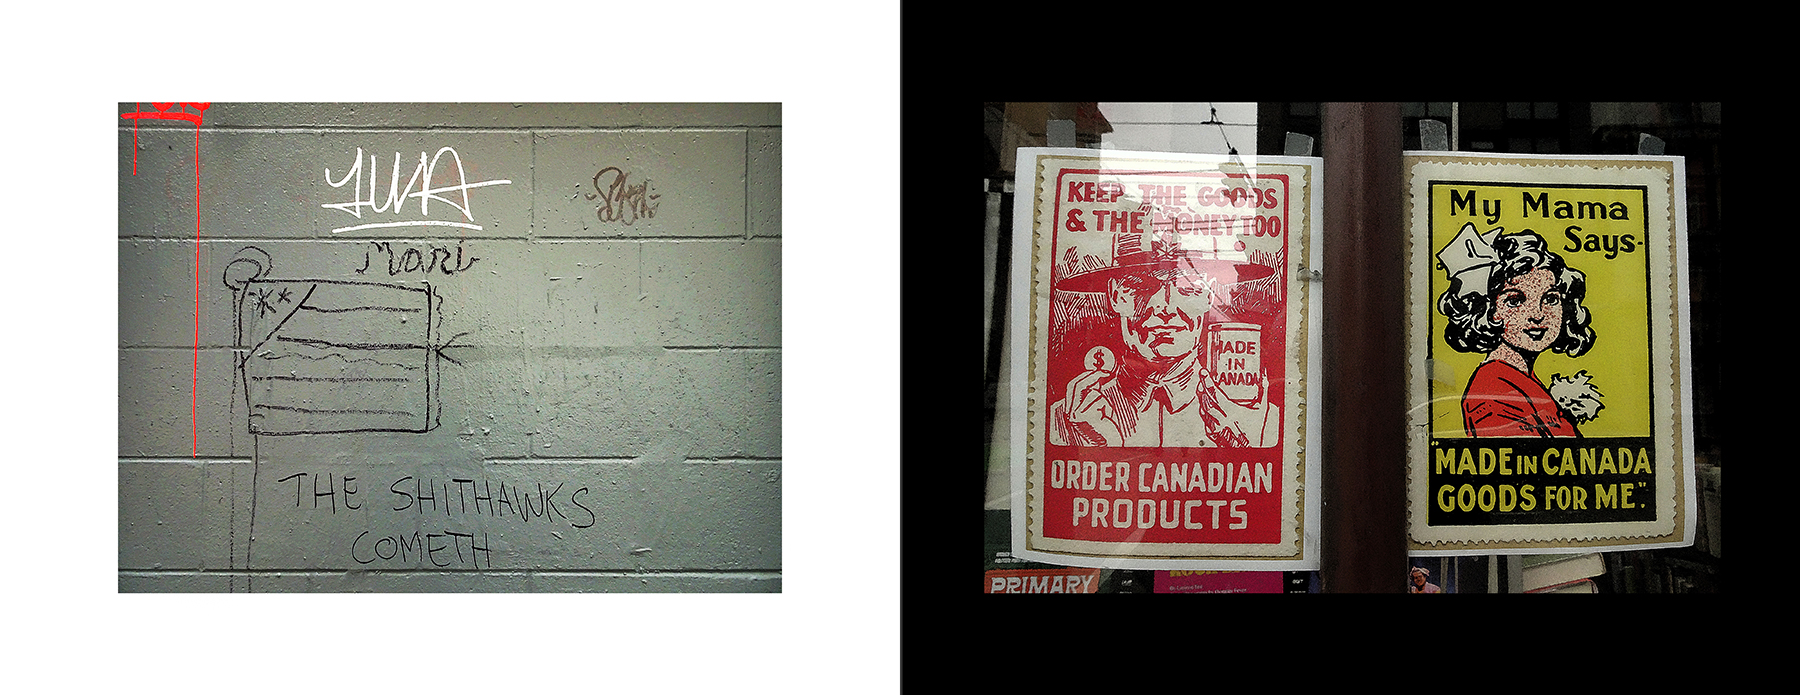 Mari
THE SHITHAWKS
COMETH
KEEP THE GOODS
& THE MONEY TOO
$
MADE
IN
CANADA
ORDER CANADIAN
PRODUCTS
My Mama
Says-
"MADE IN CANADA
GOODS FOR ME."
PRIMARY